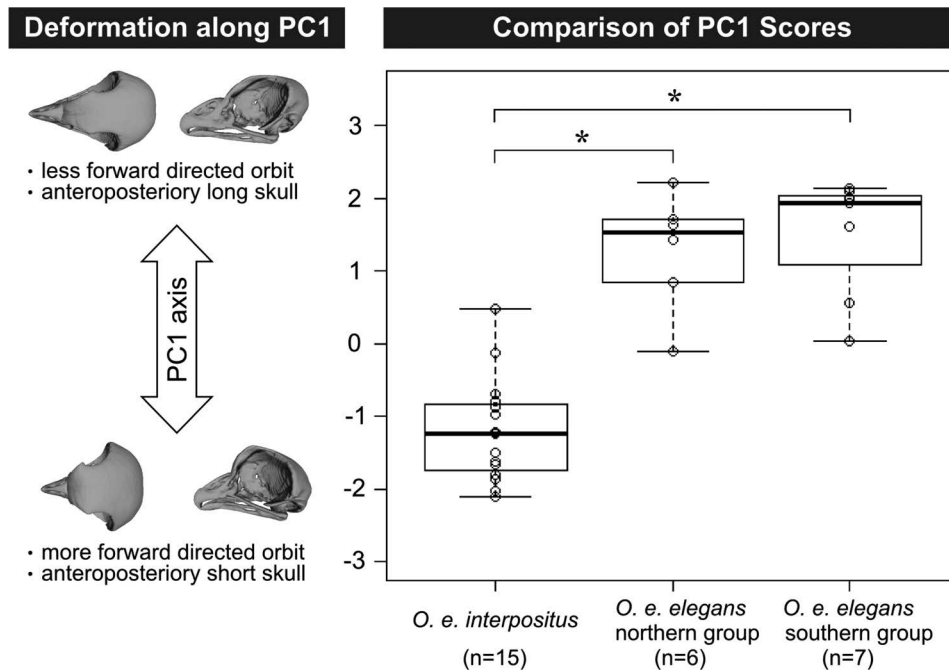 Deformation along PC1
• less forward directed orbit
• anteroposteriory long skull
PC1 axis
• more forward directed orbit
• anteroposteriory short skull
Comparison of PC1 Scores
*
*
3
2
1
0
-1
-2
-3
O. e. interpositus
(n=15)
O. e. elegans
northern group
(n=6)
O. e. elegans
southern group
(n=7)